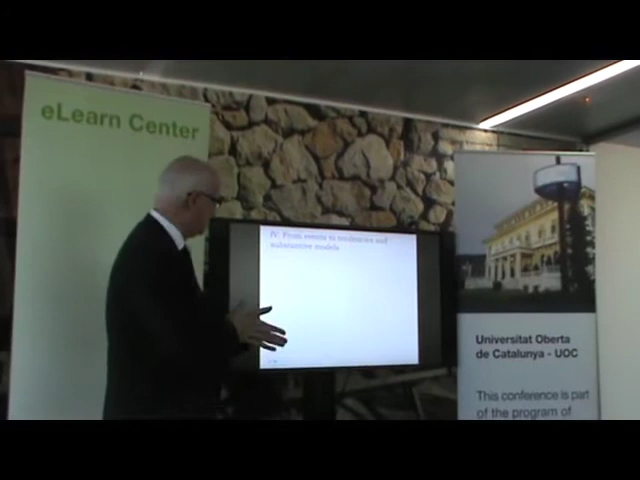 eLearn Center
IV. From events to tendencies and
substantive models
Universitat Oberta
de Catalunya - UOC
This conference is part
of the program of